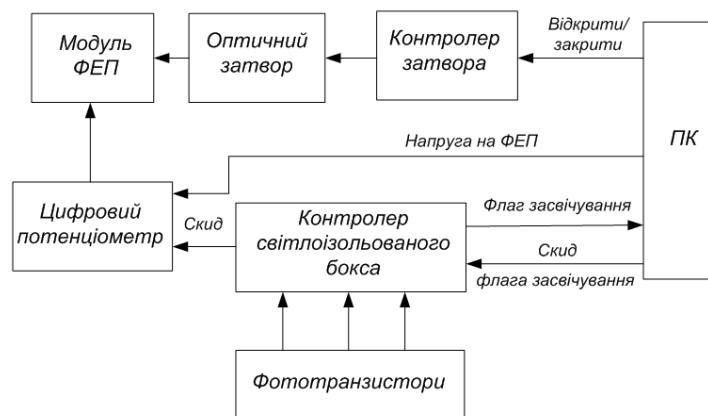 Модуль
ФЕП
Оптичний
затвор
Контролер
затвора
Відкрити/
закрити
ПК
Напруга на ФЕП
Цифровий
потенціометр
Скид
Контролер
світлоізольованого
бокса
Флаг засвічування
Скид
флага засвічування
Фототранзистори